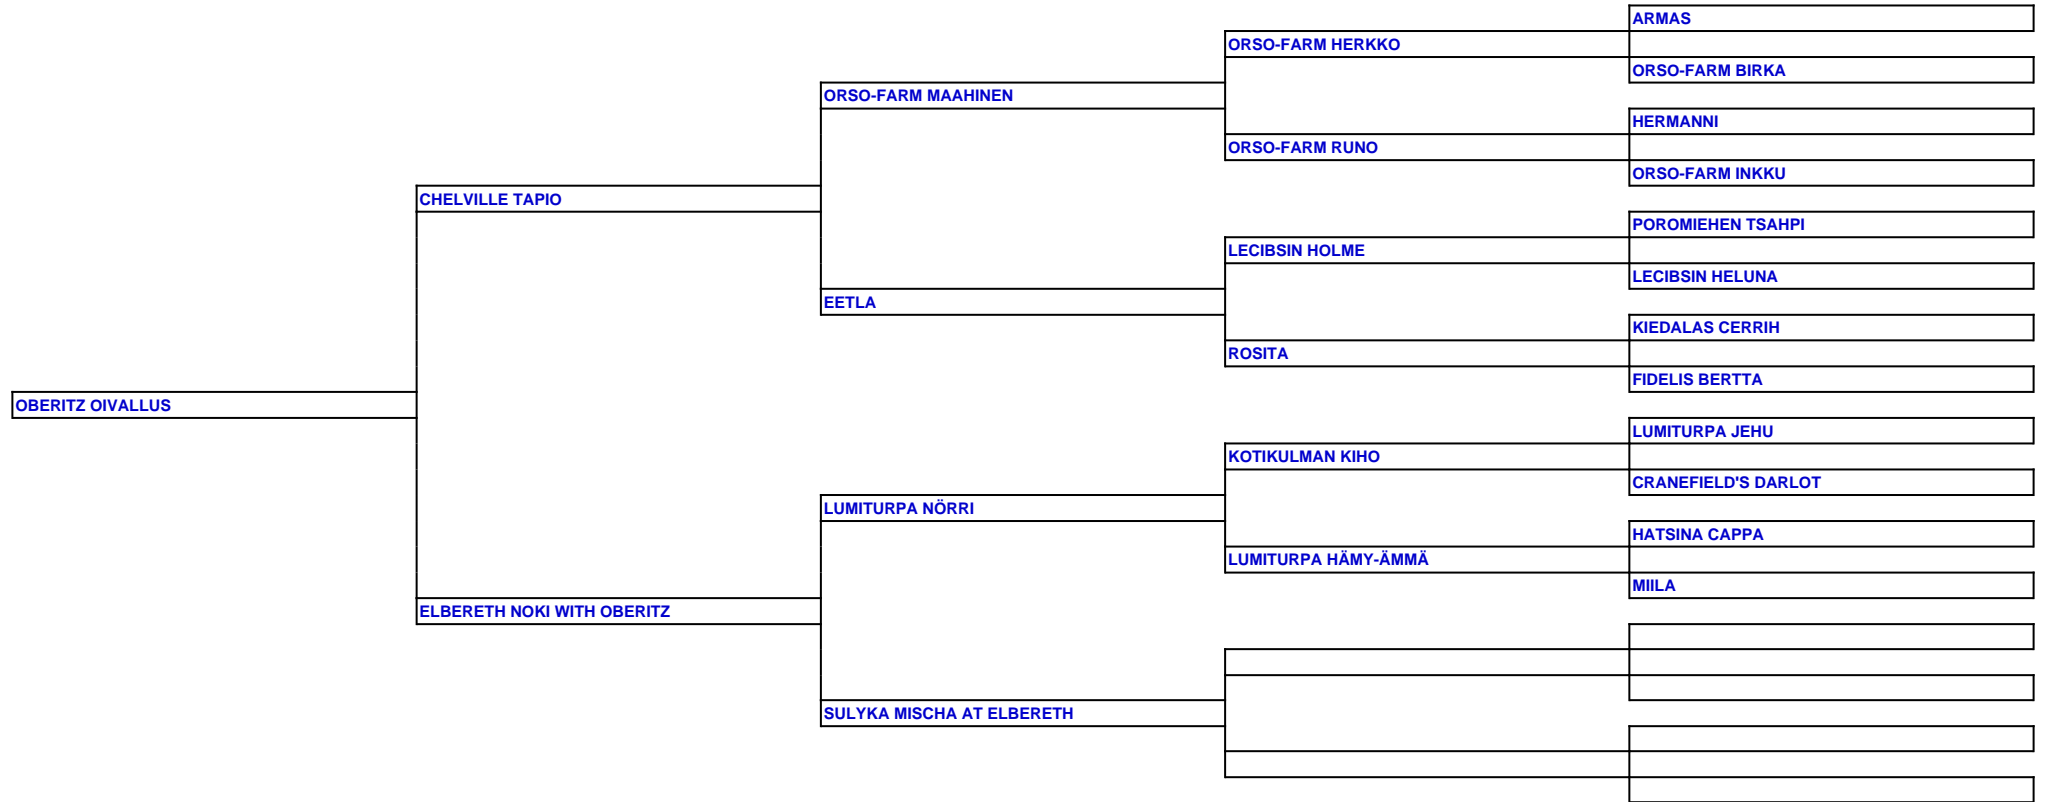 ARMAS
ORSO-FARM HERKKO
ORSO-FARM BIRKA
ORSO-FARM MAAHINEN
HERMANNI
ORSO-FARM RUNO
ORSO-FARM INKKU
CHELVILLE TAPIO
POROMIEHEN TSAHPI
LECIBSIN HOLME
LECIBSIN HELUNA
EETLA
KIEDALAS CERRIH
ROSITA
FIDELIS BERTTA
OBERITZ OIVALLUS
LUMITURPA JEHU
KOTIKULMAN KIHO
CRANEFIELD'S DARLOT
LUMITURPA NÖRRI
HATSINA CAPPA
LUMITURPA HÄMY-ÄMMÄ
MIILA
ELBERETH NOKI WITH OBERITZ
SULYKA MISCHA AT ELBERETH